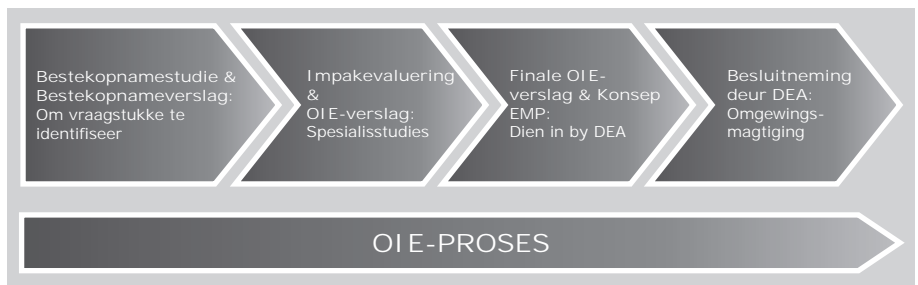 Bestekopnamestudie &
Bestekopnameverslag:
Om vraagstukke te
identifiseer
Impakevaluering
&
OIE-verslag:
Spesialisstudies
Finale OIE-
verslag & Konsep
EMP:
Dien in by DEA
Besluitneming
deur DEA:
Omgewings-
magtiging
OIE-PROSES